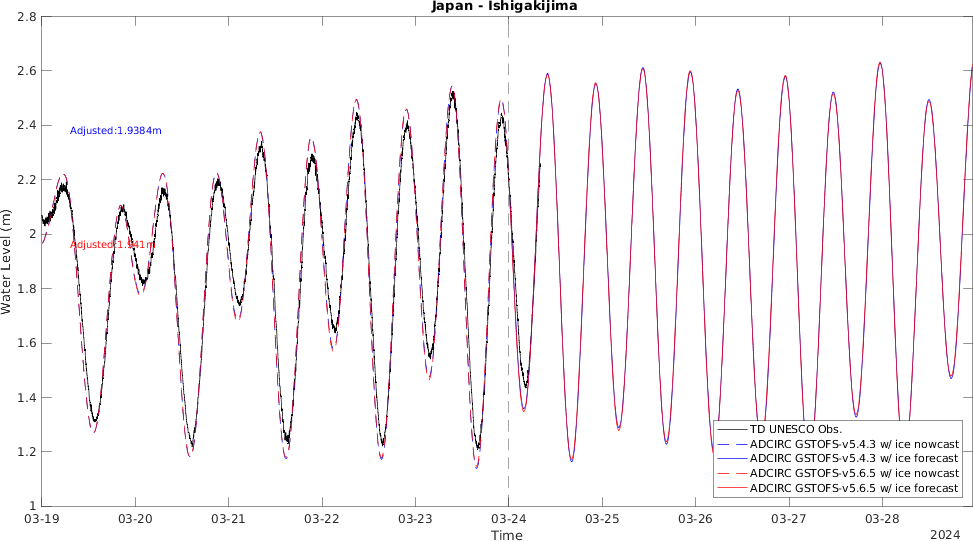 Japan - Ishigakijima
Water Level (m)
2.8
2.6
2.4
2.2
2
1.8
1.6
1.4
1.2
1
Adjusted:1.9384m
Adjusted:1.941m
TD UNESCO Obs.
ADCIRC GSTOFS-v5.4.3 w/ ice nowcast
ADCIRC GSTOFS-v5.4.3 w/ ice forecast
ADCIRC GSTOFS-v5.6.5 w/ ice nowcast
ADCIRC GSTOFS-v5.6.5 w/ ice forecast
03-19 03-20 03-21 03-22 03-23 03-24 03-25 03-26 03-27 03-28
Time
2024